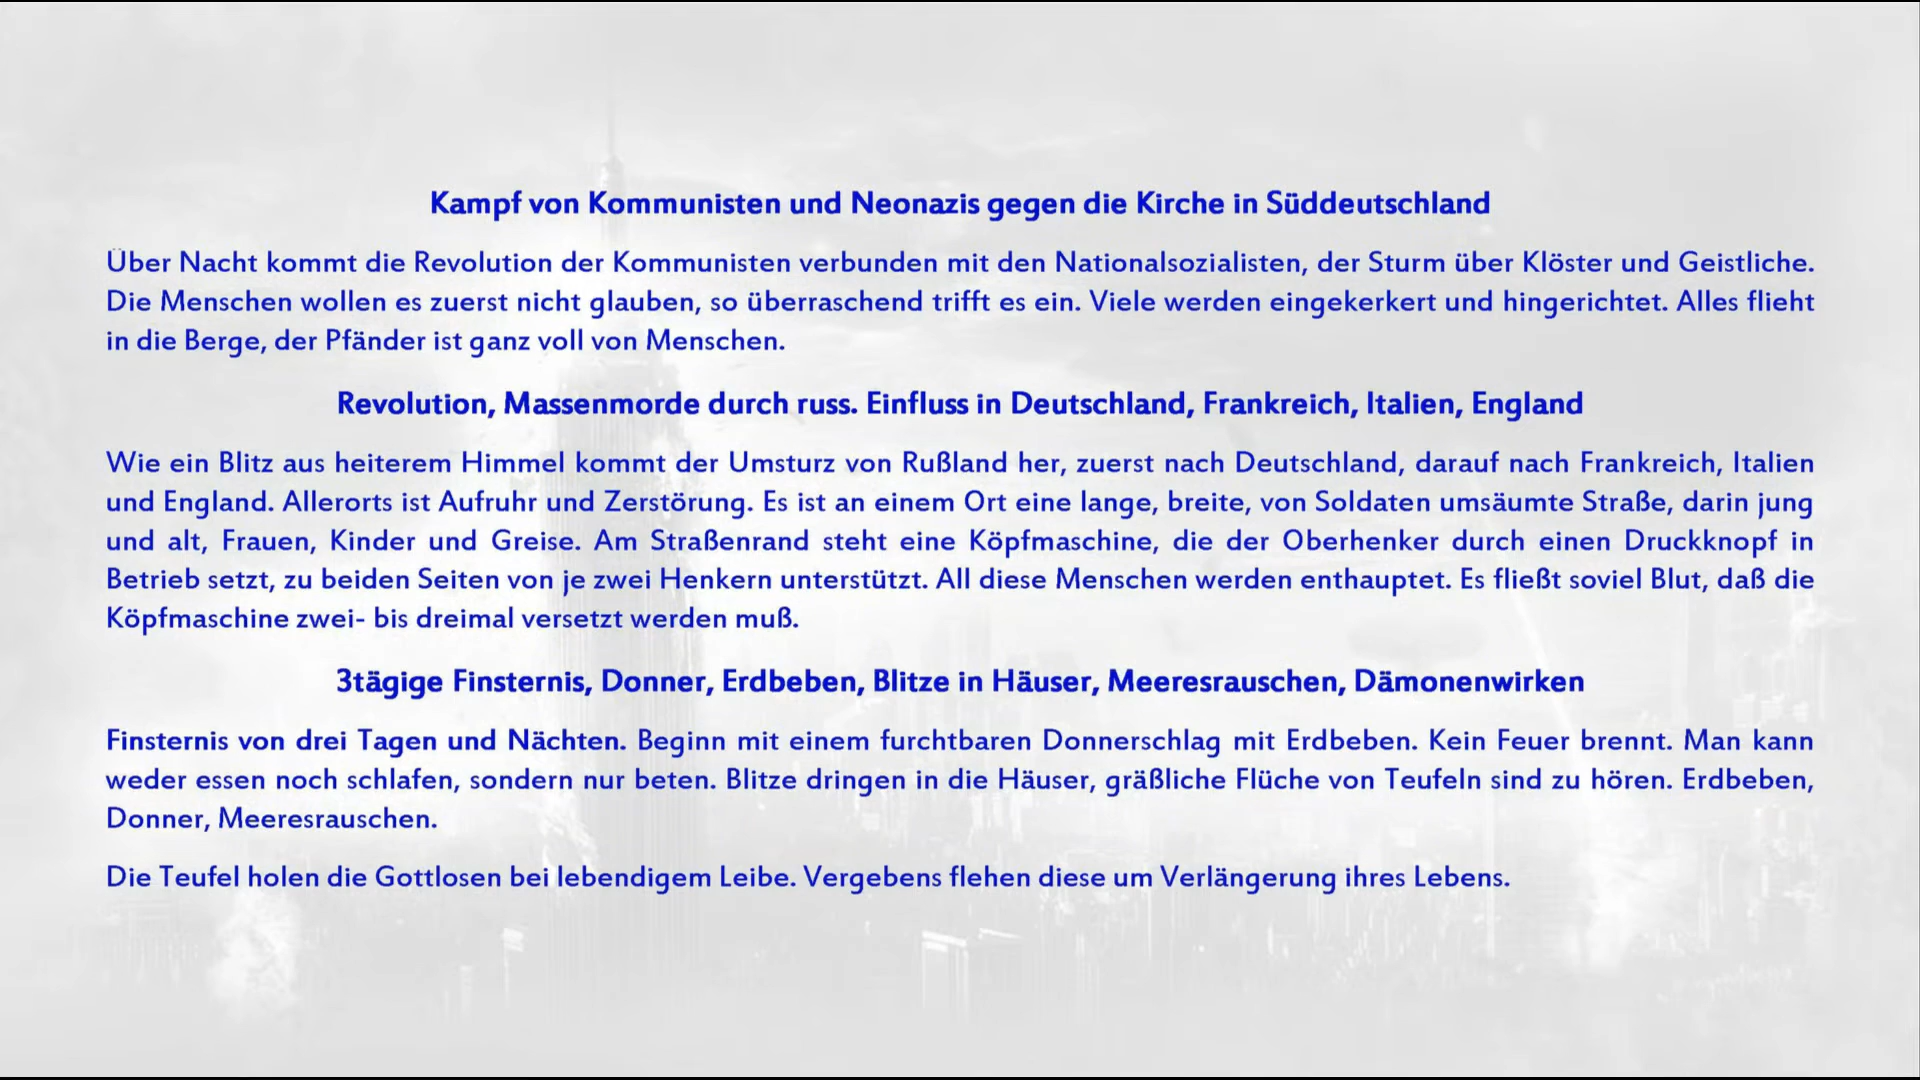 Kampf von Kommunisten und Neonazis gegen die Kirche in Süddeutschland
Über Nacht kommt die Revolution der Kommunisten verbunden mit den Nationalsozialisten, der Sturm über Klöster und Geistliche.
Die Menschen wollen es zuerst nicht glauben, so überraschend trifft es ein. Viele werden eingekerkert und hingerichtet. Alles flieht
in die Berge, der Pfänder ist ganz voll von Menschen.
Revolution, Massenmorde durch russ. Einfluss in Deutschland, Frankreich, Italien, England
Wie ein Blitz aus heiterem Himmel kommt der Umsturz von Rußland her, zuerst nach Deutschland, darauf nach Frankreich, Italien
und England. Allerorts ist Aufruhr und Zerstörung. Es ist an einem Ort eine lange, breite, von Soldaten umsäumte Straße, darin jung
und alt, Frauen, Kinder und Greise. Am Straßenrand steht eine Köpfmaschine, die der Oberhenker durch einen Druckknopf in
Betrieb setzt, zu beiden Seiten von je zwei Henkern unterstützt. All diese Menschen werden enthauptet. Es fließt soviel Blut, daß die
Köpfmaschine zwei- bis dreimal versetzt werden muß.
3tägige Finsternis, Donner, Erdbeben, Blitze in Häuser, Meeresrauschen, Dämonenwirken
Finsternis von drei Tagen und Nächten. Beginn mit einem furchtbaren Donnerschlag mit Erdbeben. Kein Feuer brennt. Man kann
weder essen noch schlafen, sondern nur beten. Blitze dringen in die Häuser, gräßliche Flüche von Teufeln sind zu hören. Erdbeben,
Donner, Meeresrauschen.
Die Teufel holen die Gottlosen bei lebendigem Leibe. Vergebens flehen diese um Verlängerung ihres Lebens.